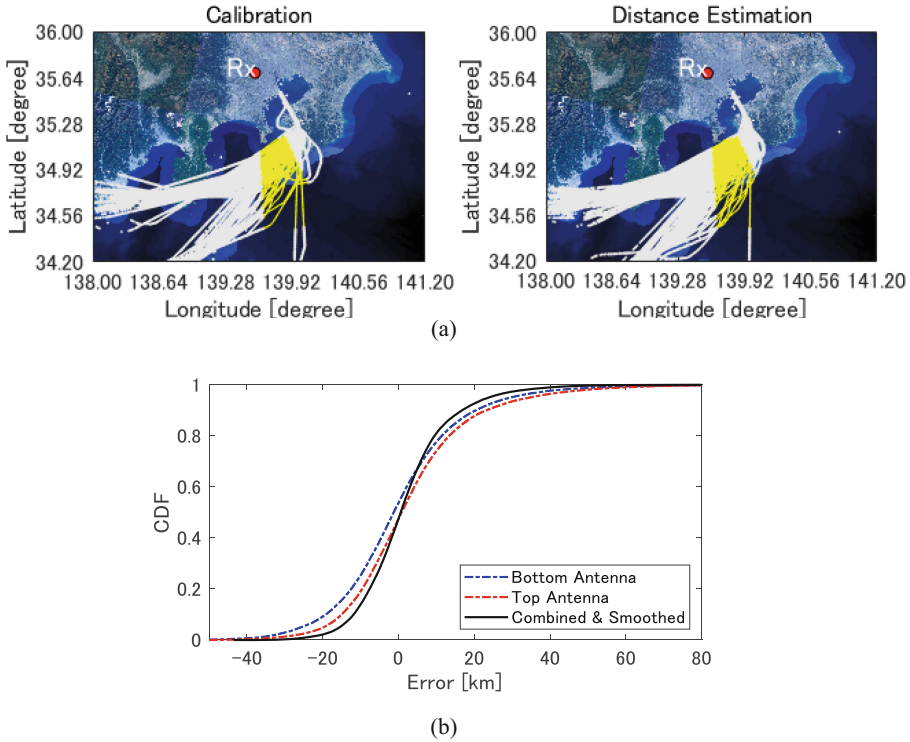 Calibration
Distance Estimation
Latitude [degree]
36.00
35.64
35.28
34.92
34.56
34.20
Rx
138.00 138.64 139.28 139.92 140.56 141.20
Longitude [degree]
Latitude [degree]
36.00
35.64
35.28
34.92
34.56
34.20
Rx
138.00 138.64 139.28 139.92 140.56 141.20
Longitude [degree]
(a)
CDF
1
0.8
0.6
0.4
0.2
0
Bottom Antenna
Top Antenna
Combined & Smoothed
-40 -20 0 20 40 60 80
Error [km]
(b)